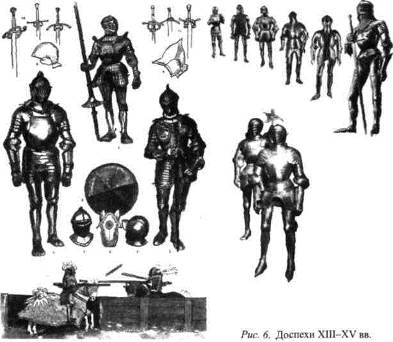 Рис. 6. Доспехи XIII–XV вв.